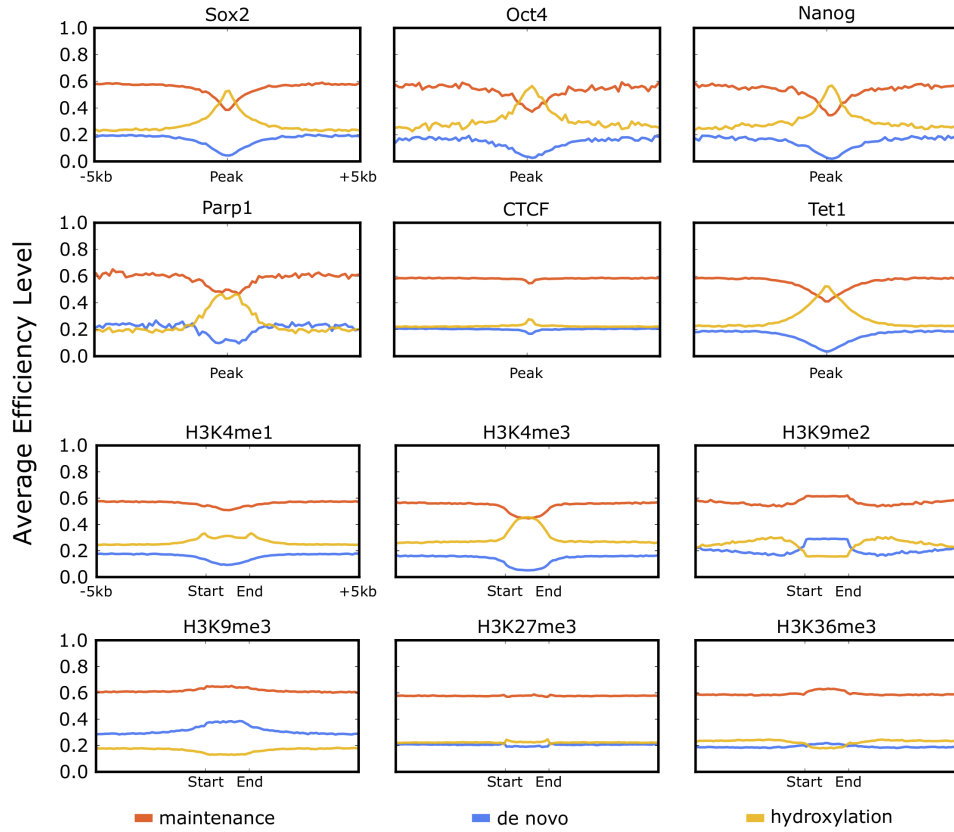 Average Efficiency Level
Sox2 Oct4 Nanog
1.0
0.8
0.6
0.4
0.2
0.0
-5kb Peak +5kb Peak Peak
Parp1 CTCF Tet1
1.0
0.8
0.6
0.4
0.2
0.0
Peak Peak Peak
H3K4me1 H3K4me3 H3K9me2
1.0
0.8
0.6
0.4
0.2
0.0
-5kb Start End +5kb Start End Start End
H3K9me3 H3K27me3 H3K36me3
1.0
0.8
0.6
0.4
0.2
0.0
Start End Start End Start End
maintenance de novo hydroxylation